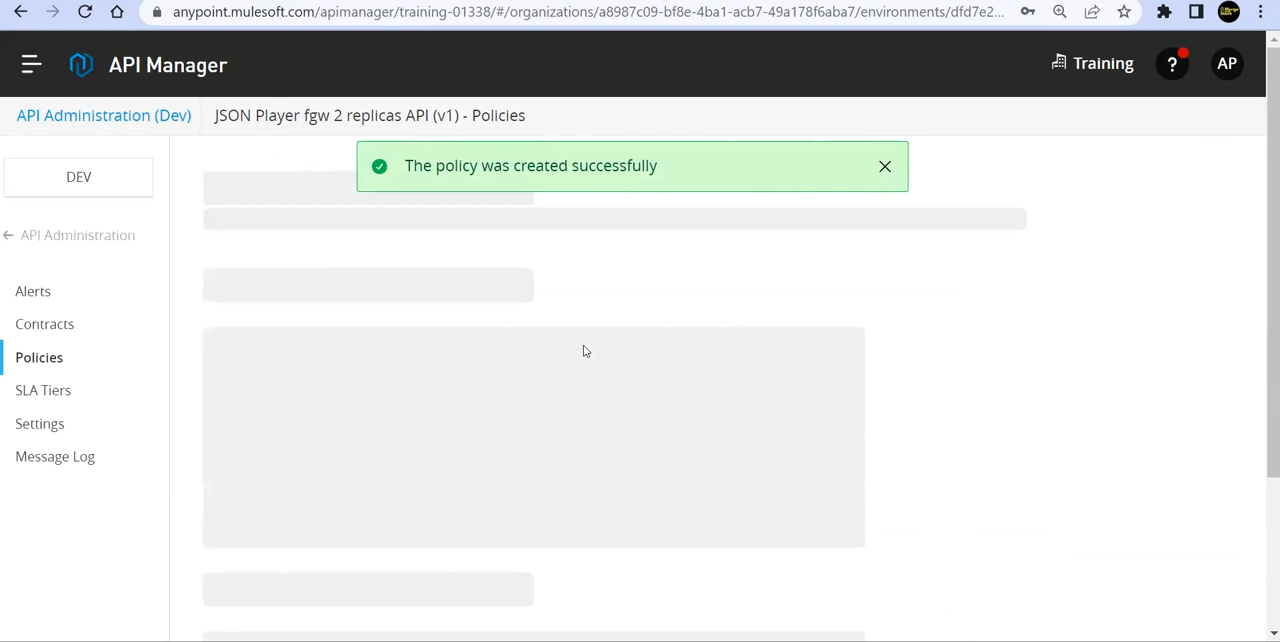 anypoint.mulesoft.com/apimanager/training-01338/#/organizations/a8987c09-bf8e-4ba1-acb7-49a178f6aba7/environments/dfd7e2...
API Manager
Training
?
AP
API Administration (Dev)
JSON Player fgw 2 replicas API (v1) - Policies
The policy was created successfully
DEV
API Administration
Alerts
Contracts
Policies
SLA Tiers
Settings
Message Log